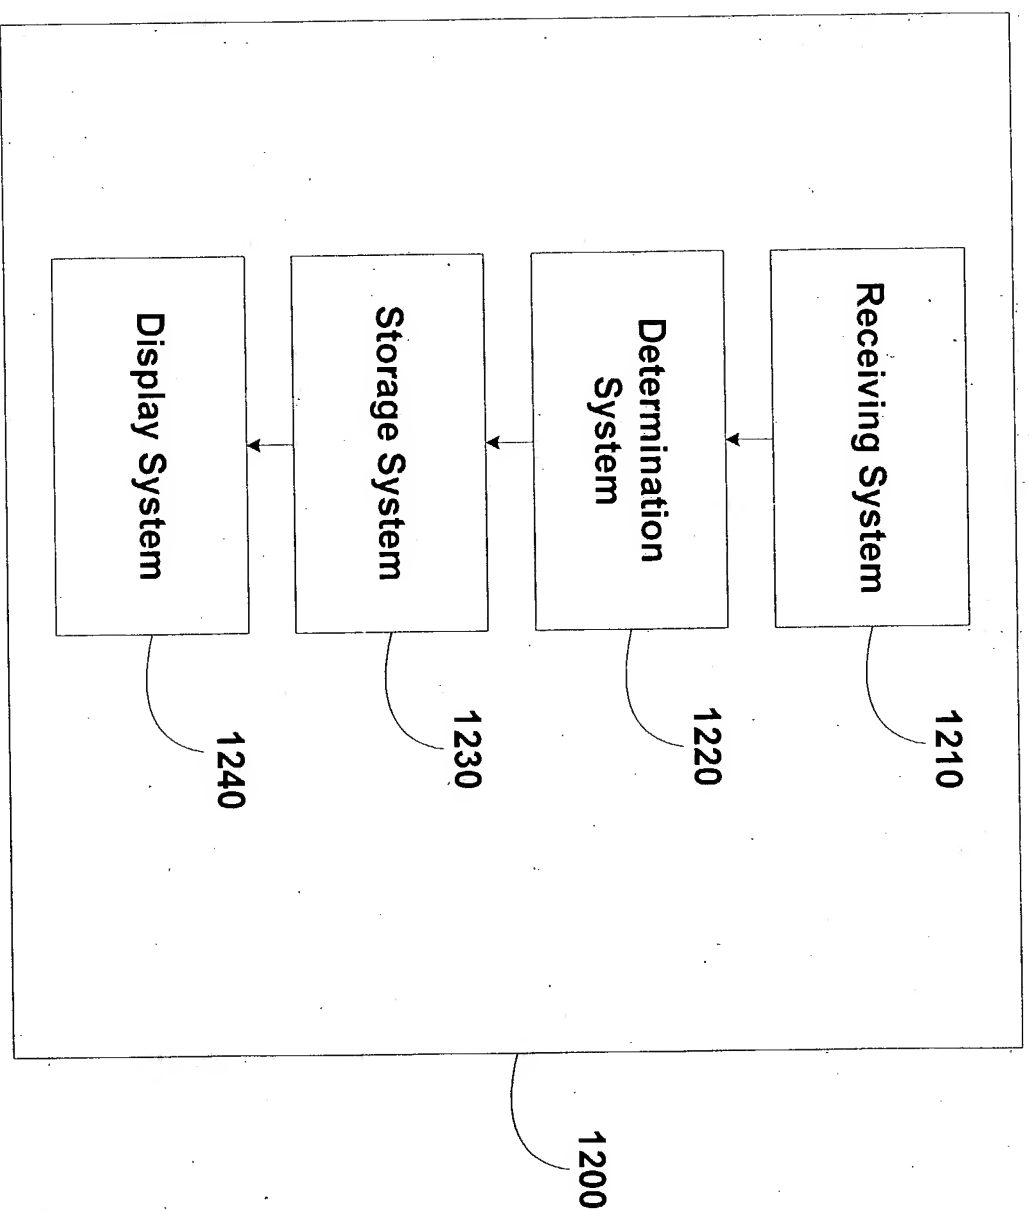 Receiving System
1210
Determination
System
1220
Storage System
1230
Display System
1240
1200